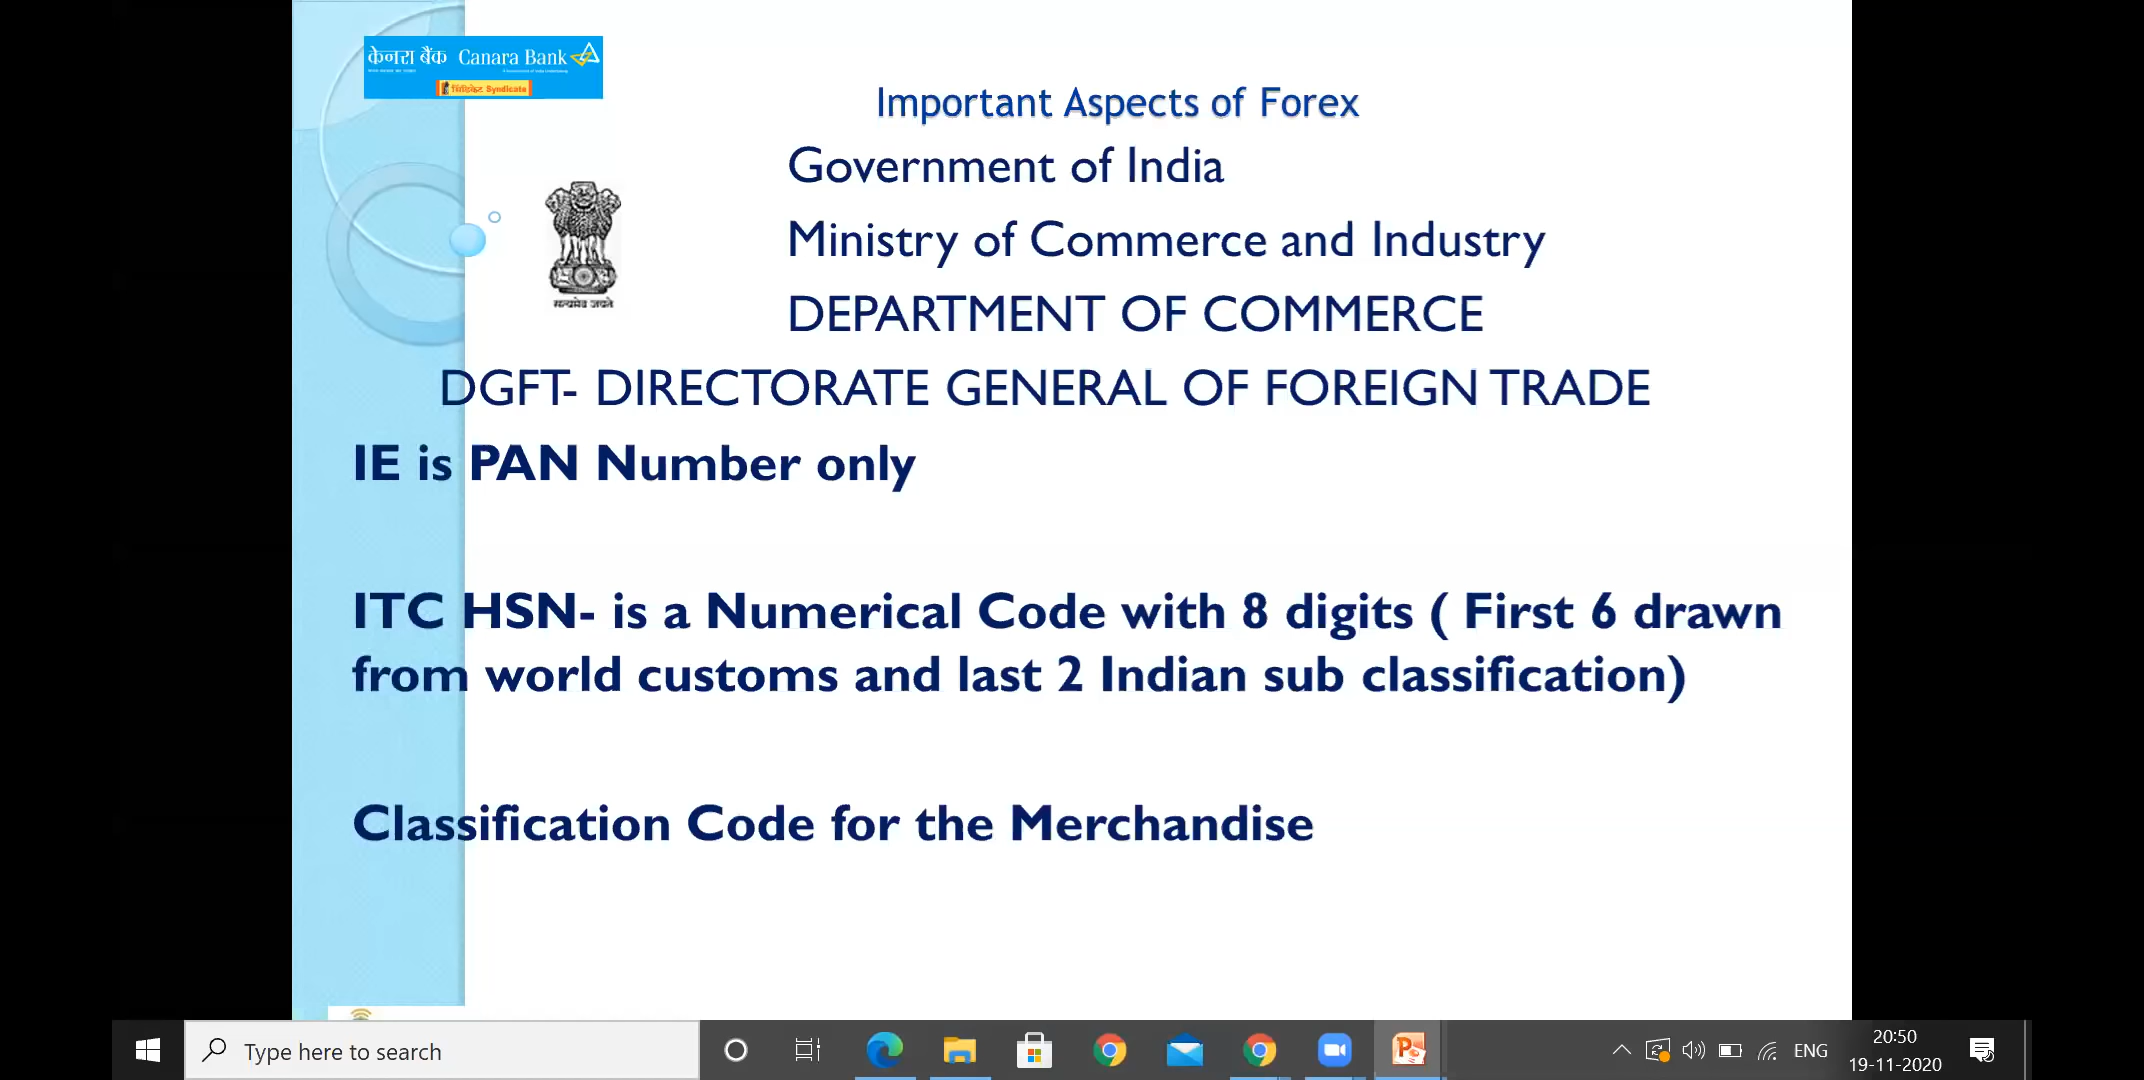 केनरा बैंक Canara Bank
सिंडिकेट Syndicate
Important Aspects of Forex
Government of India
Ministry of Commerce and Industry
DEPARTMENT OF COMMERCE
सत्यमेव जयते
DGFT- DIRECTORATE GENERAL OF FOREIGN TRADE
IE is PAN Number only
ITC HSN- is a Numerical Code with 8 digits ( First 6 drawn
from world customs and last 2 Indian sub classification)
Classification Code for the Merchandise
Type here to search
ENG
20:50
19-11-2020